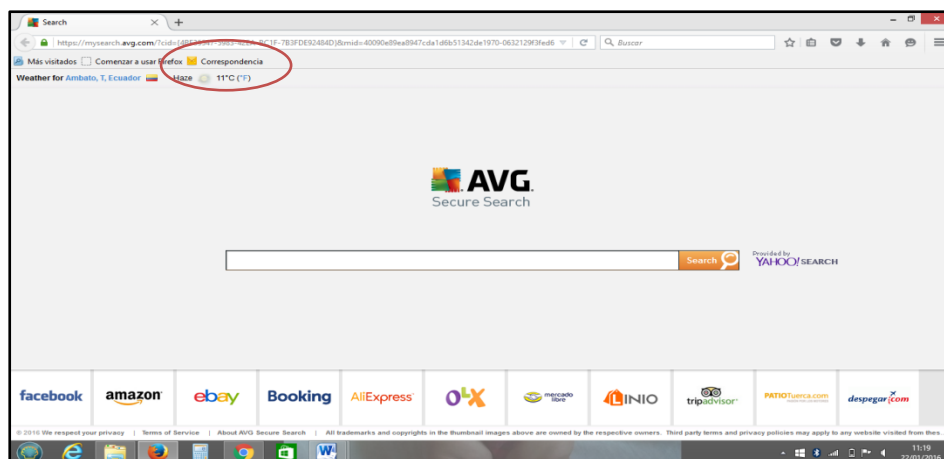 Search
https://mysearch.avg.com/?cid=
Buscar
Más visitados Comenzar a usar Firefox Correspondencia
Weather for Ambato, T, Ecuador Haze 11°C (°F)
AVG.
Secure Search
Search
Provided by
YAHOO! SEARCH
facebook amazon ebay Booking AliExpress OLX mercado libre INIO tripadvisor PATIOTuerca.com despegar.com
© 2016 We respect your privacy | Terms of Service | About AVG Secure Search | All trademarks and copyrights in the thumbnail images above are owned by the respective owners. Third party terms and privacy policies may apply to any website visited from thes...
11:19
22/01/2016